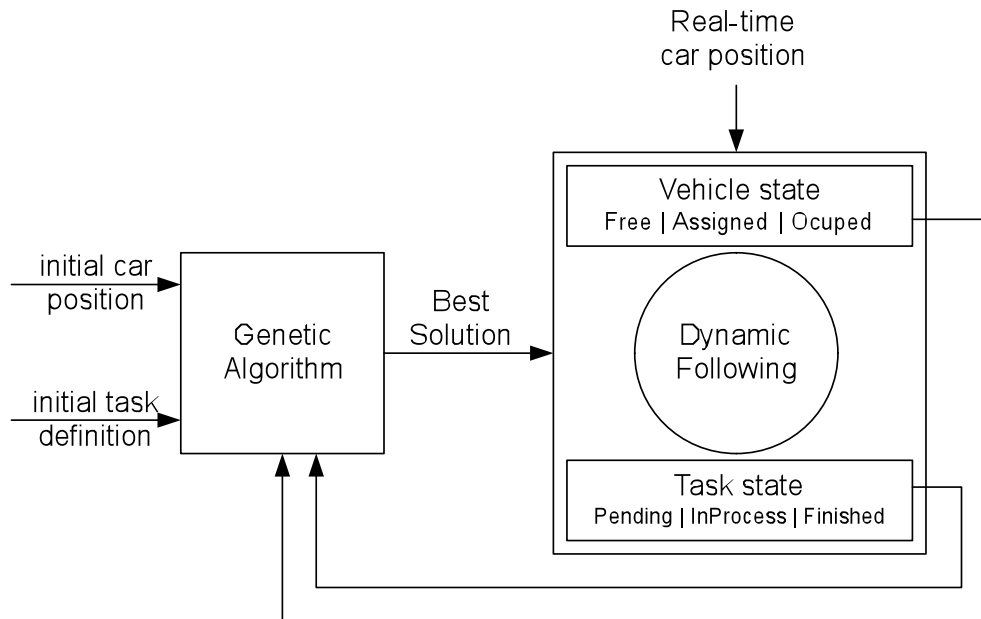 Real-time
car position
Vehicle state
Free | Assigned | Ocuped
initial car
position
Genetic
Algorithm
initial task
definition
Best
Solution
Dynamic
Following
Task state
Pending | InProcess | Finished